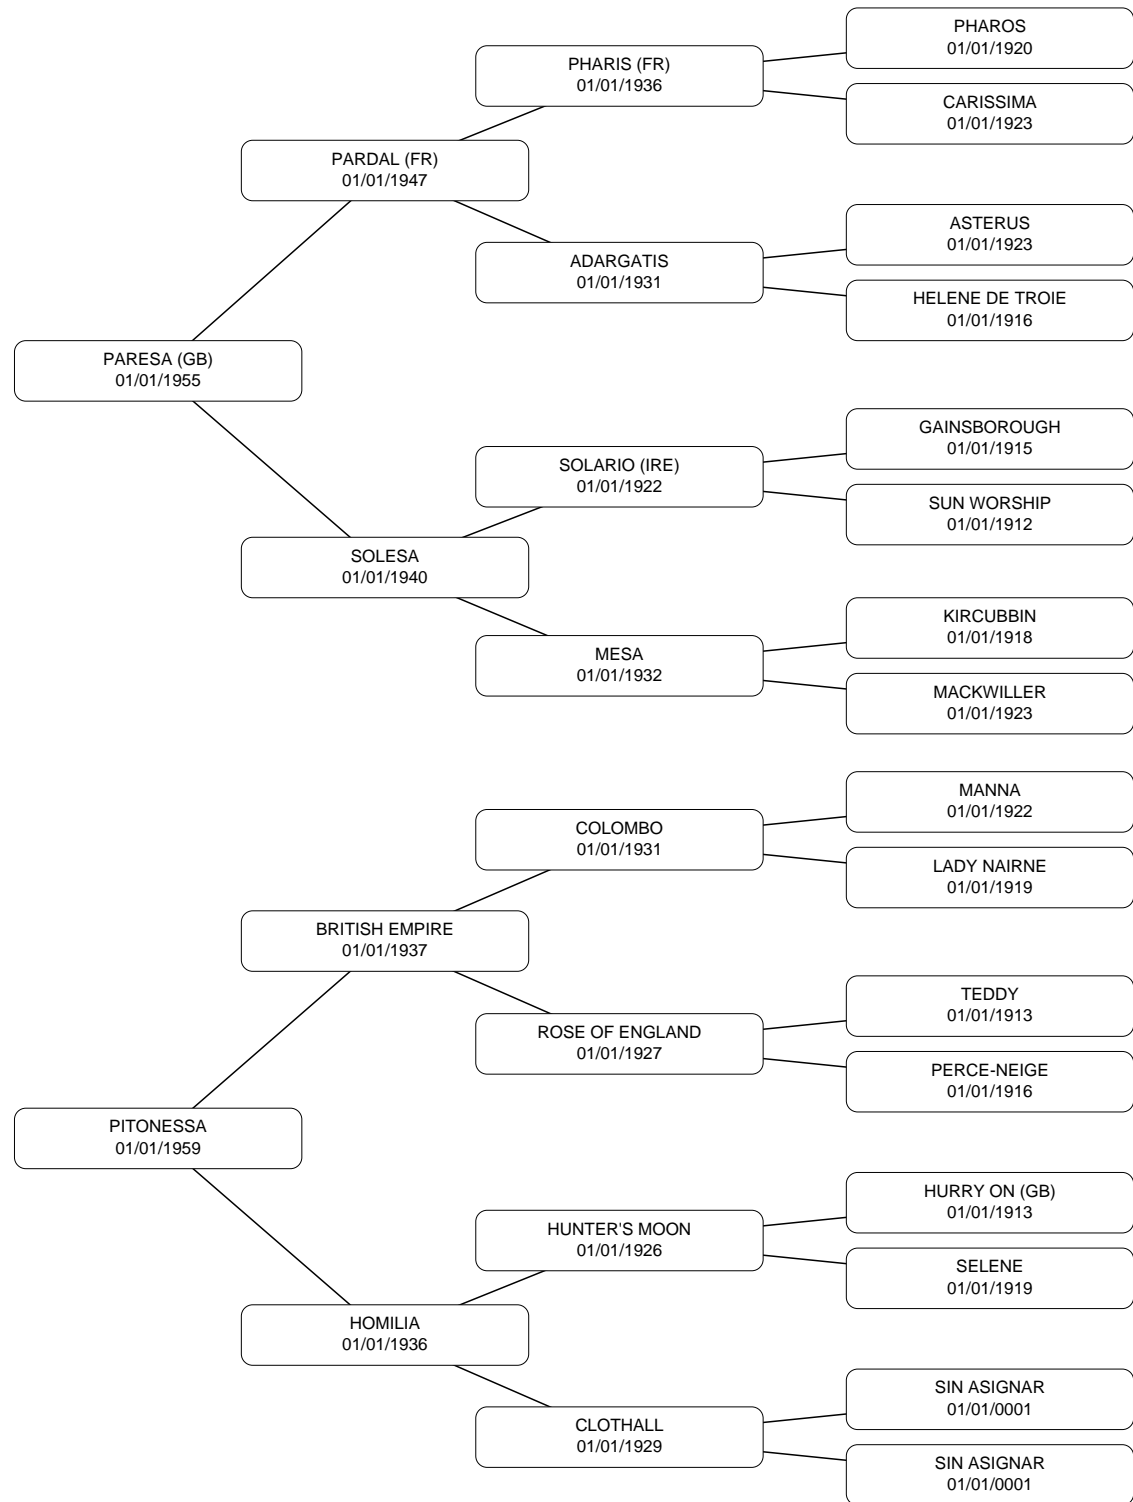 PHAROS
01/01/1920
PHARIS (FR)
01/01/1936
CARISSIMA
01/01/1923
PARDAL (FR)
01/01/1947
ASTERUS
01/01/1923
ADARGATIS
01/01/1931
HELENE DE TROIE
01/01/1916
PARESA (GB)
01/01/1955
GAINSBOROUGH
01/01/1915
SOLARIO (IRE)
01/01/1922
SUN WORSHIP
01/01/1912
SOLESA
01/01/1940
KIRCUBBIN
01/01/1918
MESA
01/01/1932
MACKWILLER
01/01/1923
MANNA
01/01/1922
COLOMBO
01/01/1931
LADY NAIRNE
01/01/1919
BRITISH EMPIRE
01/01/1937
TEDDY
01/01/1913
ROSE OF ENGLAND
01/01/1927
PERCE-NEIGE
01/01/1916
PITONESSA
01/01/1959
HURRY ON (GB)
01/01/1913
HUNTER'S MOON
01/01/1926
SELENE
01/01/1919
HOMILIA
01/01/1936
SIN ASIGNAR
01/01/0001
CLOTHALL
01/01/1929
SIN ASIGNAR
01/01/0001